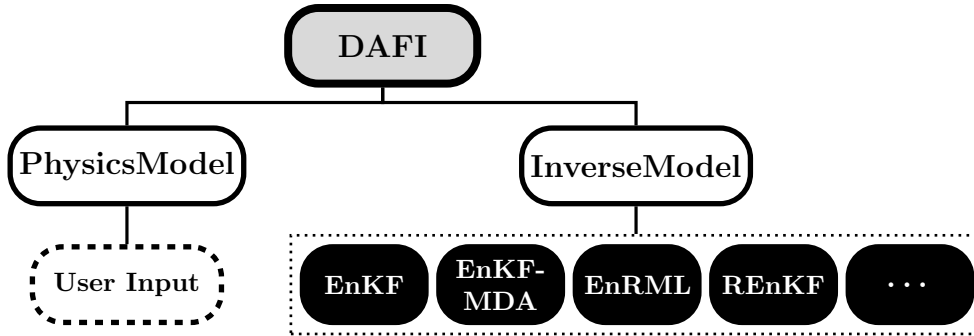 DAFI
PhysicsModel
InverseModel
User Input
EnKF
EnKF-
MDA
EnRML
REnKF
···